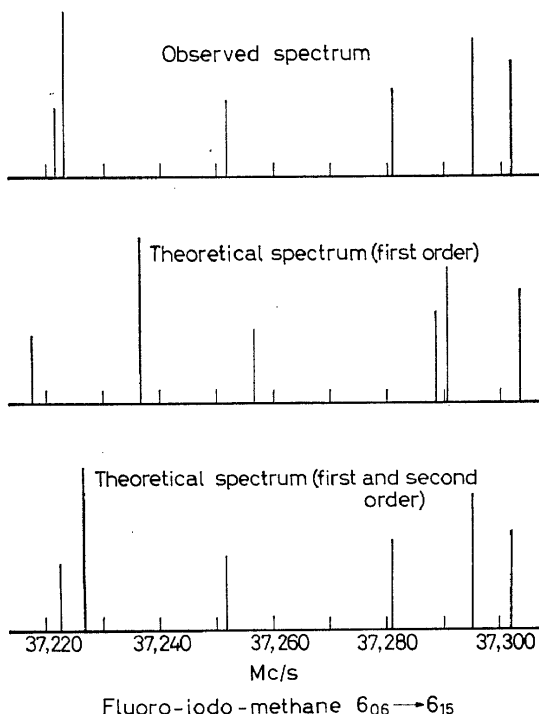 Observed spectrum
Theoretical spectrum (first order)
Theoretical spectrum (first and second
order)
37,220 37,240 37,260 37,280 37,300
Mc/s
Fluoro-iodo-methane 6₀₆→6₁₅